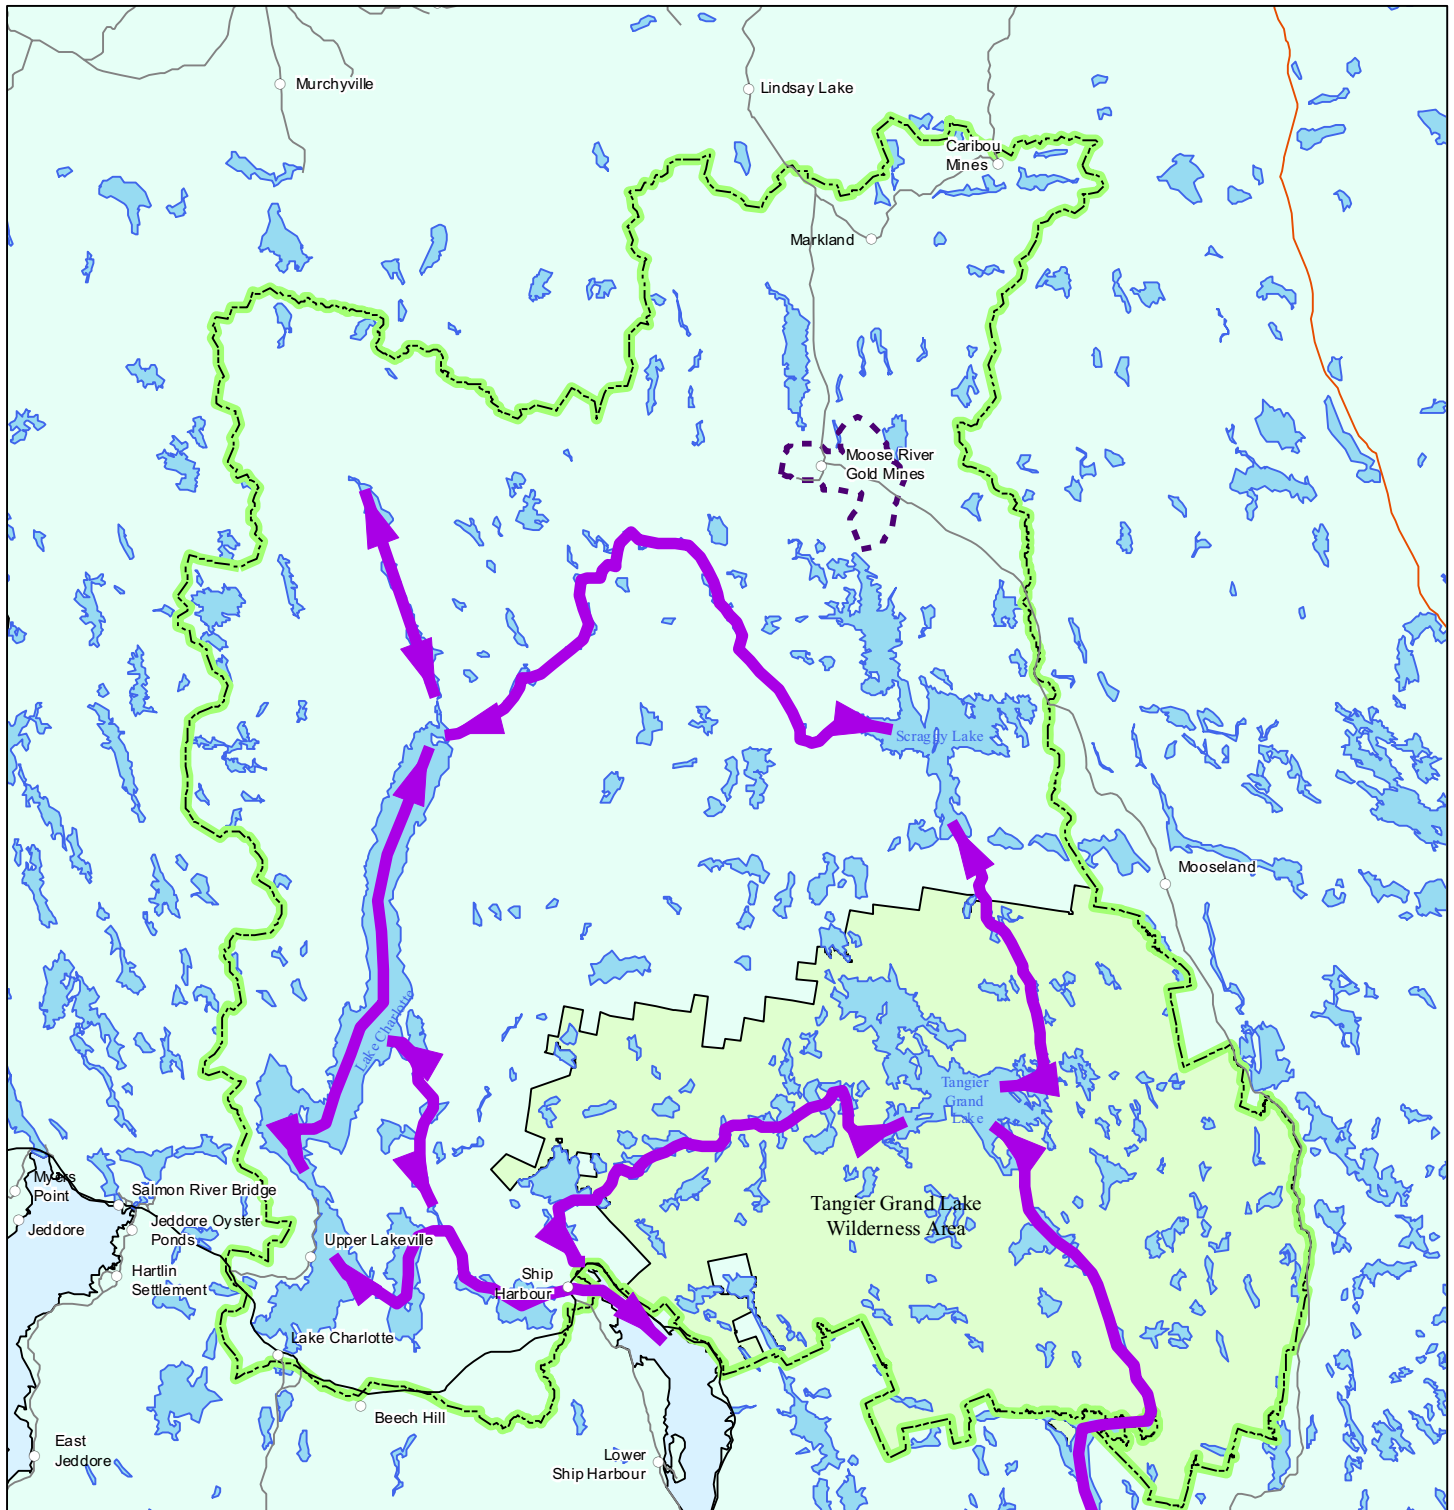 Murchyville
Lindsay Lake
Caribou
Mines
Markland
Moose River
Gold Mines
Scraggy Lake
Mooseland
Lake Charlotte
Tangier
Grand
Lake
Myers
Point
Salmon River Bridge
Jeddore
Jeddore Oyster
Ponds
Tangier Grand Lake
Wilderness Area
Upper Lakeville
Hartlin
Settlement
Ship
Harbour
Lake Charlotte
Beech Hill
East
Jeddore
Lower
Ship Harbour